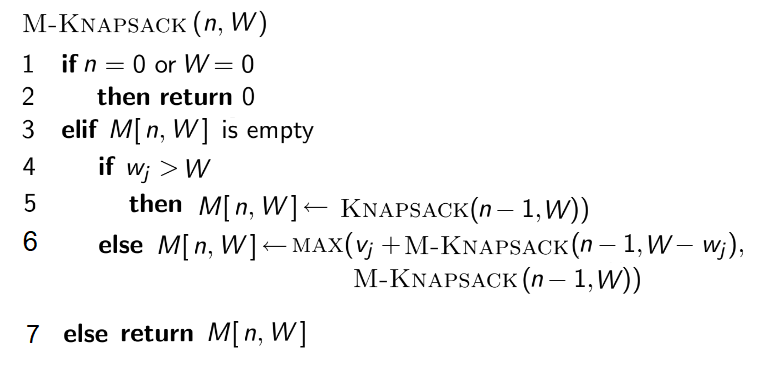 M-KNAPSACK(n, W)
1 if n = 0 or W = 0
2 then return 0
3 elif M[n, W] is empty
4 if wj > W
5 then M[n, W] ← KNAPSACK(n − 1, W))
6 else M[n, W] ← MAX(vj + M-KNAPSACK(n − 1, W − wj),
M-KNAPSACK(n − 1, W))
7 else return M[n, W]